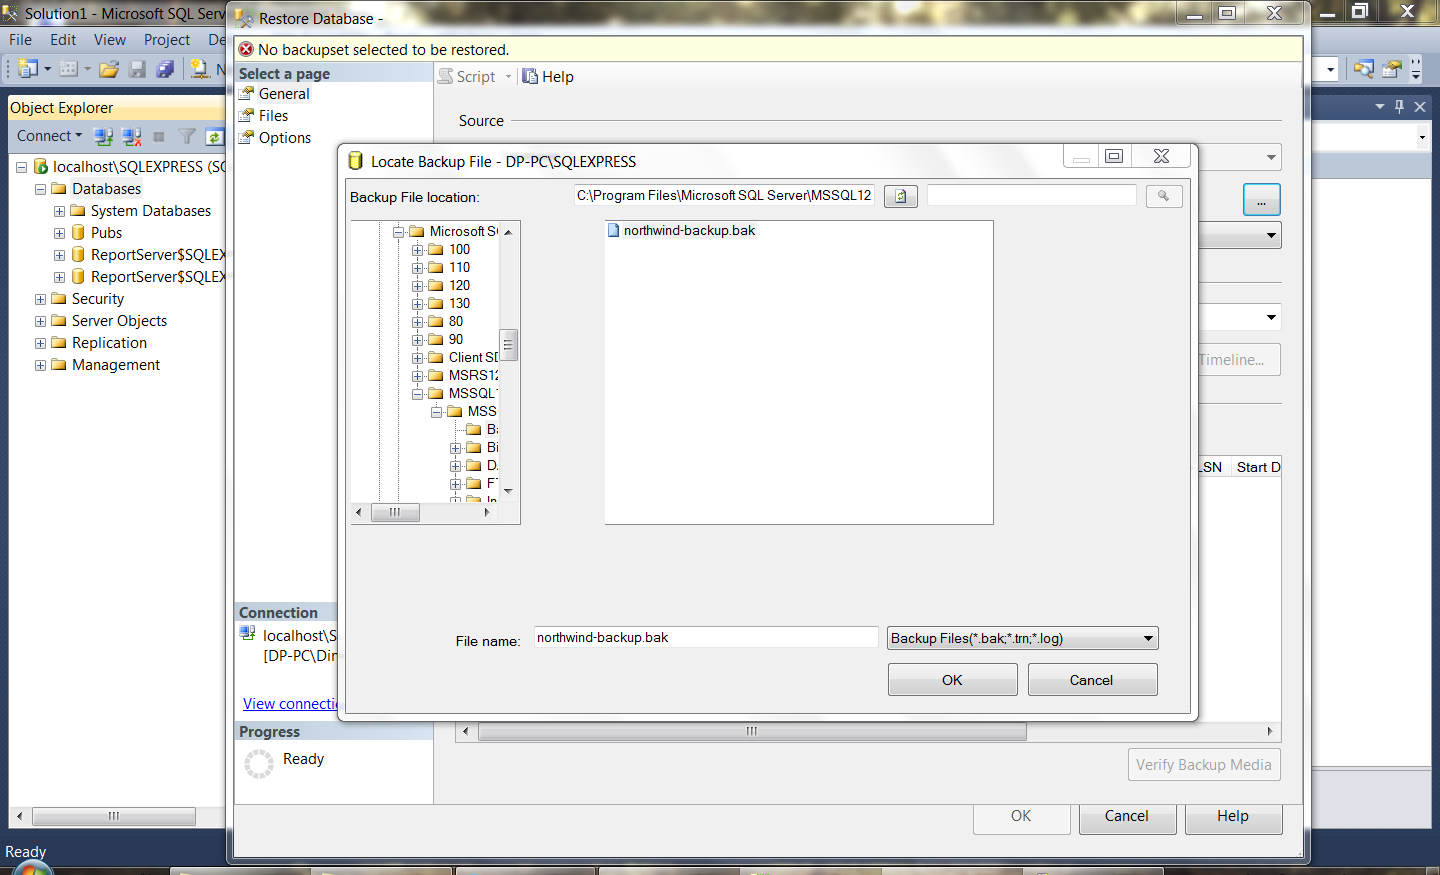 Solution1 - Microsoft SQL Serv
File Edit View Project De
N
Object Explorer
Connect
localhost\SQLEXPRESS (SQ
Databases
System Databases
Pubs
ReportServer$SQLEX
ReportServer$SQLEX
Security
Server Objects
Replication
Management
Ready
Restore Database -
No backupset selected to be restored.
Select a page
General
Files
Options
Script Help
Source
...
Timeline...
LSN Start D
Connection
localhost\S
[DP-PC\Din
View connectio
Progress
Ready
Verify Backup Media
OK Cancel Help
Locate Backup File - DP-PC\SQLEXPRESS
Backup File location: C:\Program Files\Microsoft SQL Server\MSSQL12
Microsoft S
100
110
120
130
80
90
Client SD
MSRS12
MSSQL1
MSS
Ba
Bi
D
FT
In
northwind-backup.bak
File name: northwind-backup.bak Backup Files(*.bak;*.trn;*.log)
OK Cancel